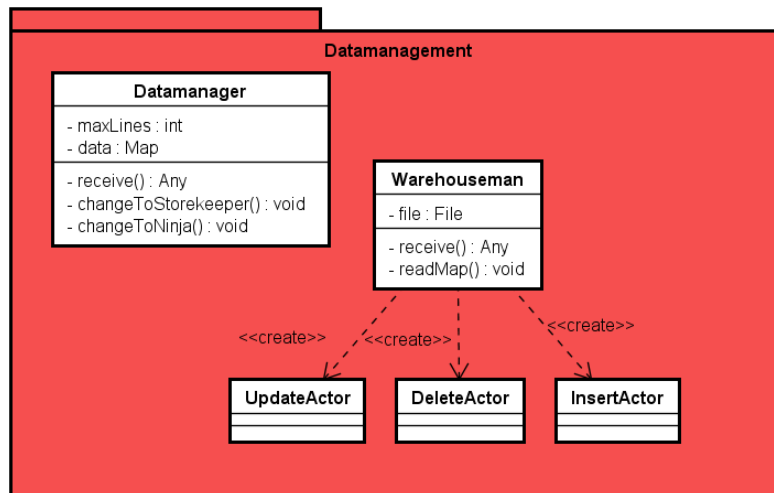 Datamanagement
Datamanager
- maxLines : int
- data : Map
- receive() : Any
- changeToStorekeeper() : void
- changeToNinja() : void
Warehouseman
- file : File
- receive() : Any
- readMap() : void
<<create>>
<<create>>
<<create>>
UpdateActor
DeleteActor
InsertActor